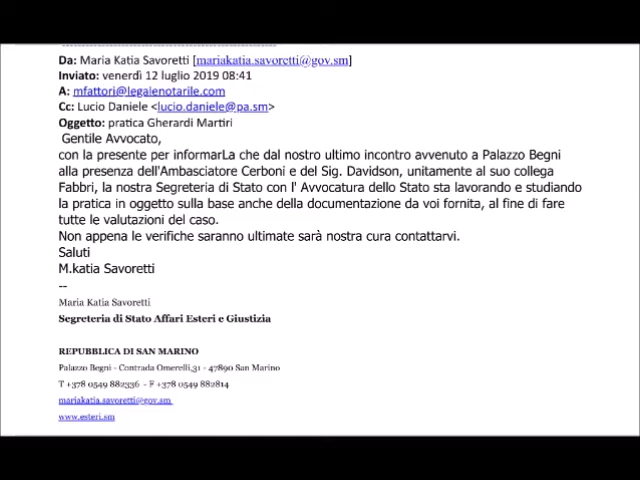 Da: Maria Katia Savoretti [mariakatia.savoretti@gov.sm]
Inviato: venerdì 12 luglio 2019 08:41
A: mfattori@legalenotarile.com
Cc: Lucio Daniele <lucio.daniele@pa.sm>
Oggetto: pratica Gherardi Martiri
Gentile Avvocato,
con la presente per informarLa che dal nostro ultimo incontro avvenuto a Palazzo Begni
alla presenza dell'Ambasciatore Cerboni e del Sig. Davidson, unitamente al suo collega
Fabbri, la nostra Segreteria di Stato con l' Avvocatura dello Stato sta lavorando e studiando
la pratica in oggetto sulla base anche della documentazione da voi fornita, al fine di fare
tutte le valutazioni del caso.
Non appena le verifiche saranno ultimate sarà nostra cura contattarvi.
Saluti
M.katia Savoretti
--
Maria Katia Savoretti
Segreteria di Stato Affari Esteri e Giustizia
REPUBBLICA DI SAN MARINO
Palazzo Begni - Contrada Omerelli,31 - 47890 San Marino
T +378 0549 882336 - F +378 0549 882814
mariakatia.savoretti@gov.sm
www.esteri.sm